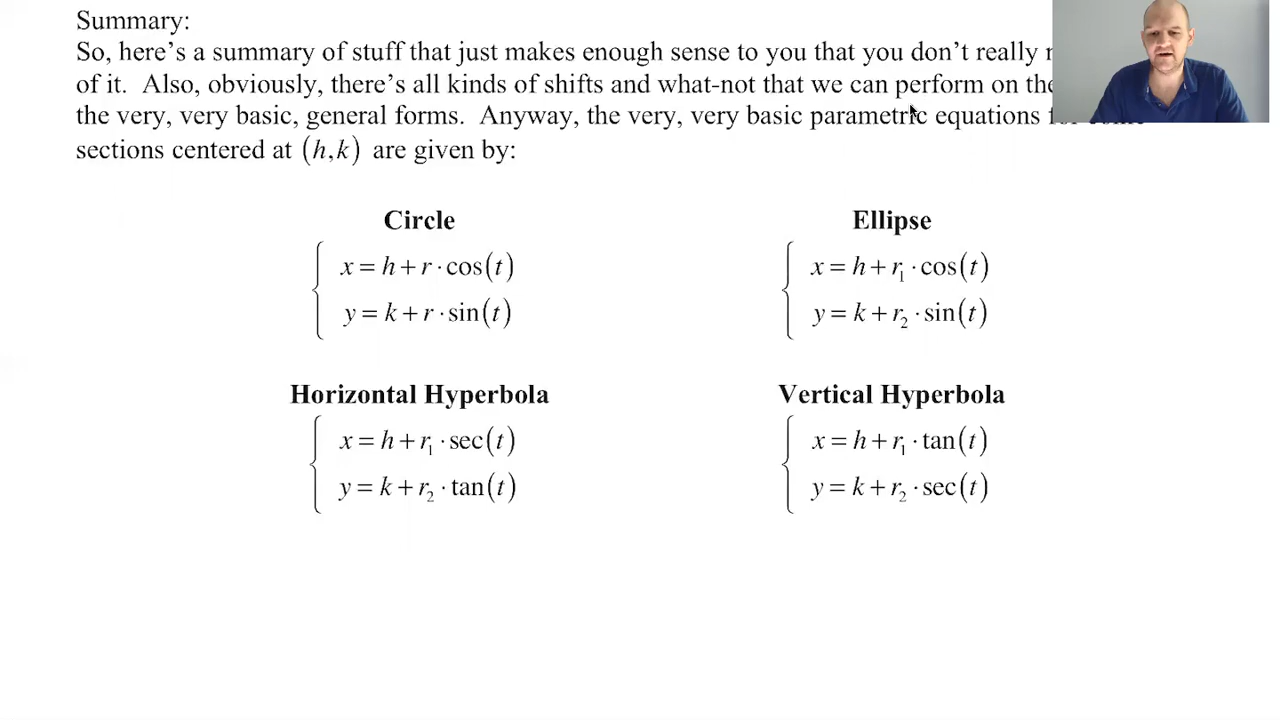 Summary:
So, here's a summary of stuff that just makes enough sense to you that you don't really
of it.  Also, obviously, there's all kinds of shifts and what-not that we can perform on the
the very, very basic, general forms.  Anyway, the very, very basic parametric equations
sections centered at (h,k) are given by:
Circle
x = h + r · cos(t)
y = k + r · sin(t)
Ellipse
x = h + r₁ · cos(t)
y = k + r₂ · sin(t)
Horizontal Hyperbola
x = h + r₁ · sec(t)
y = k + r₂ · tan(t)
Vertical Hyperbola
x = h + r₁ · tan(t)
y = k + r₂ · sec(t)